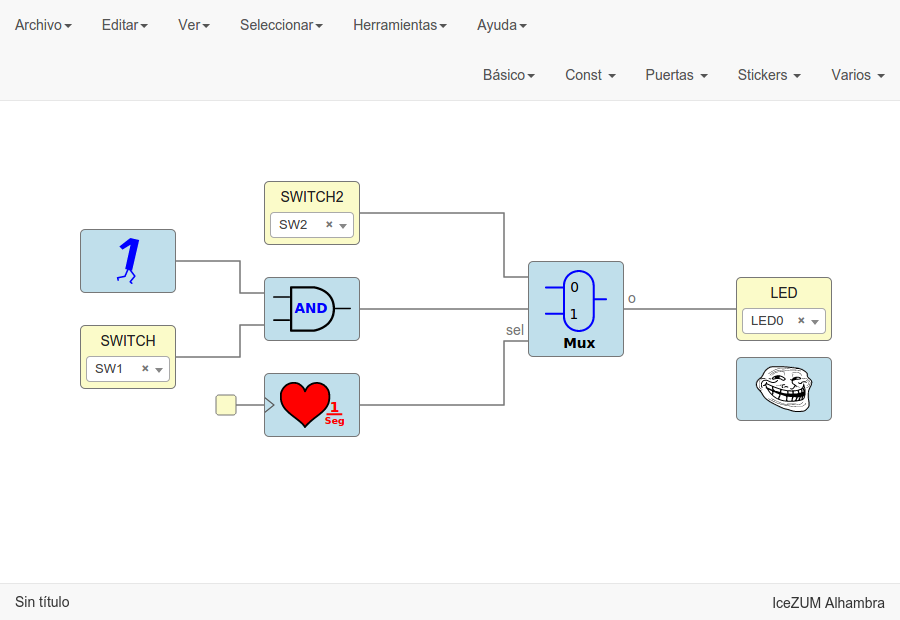 Archivo Editar Ver Seleccionar Herramientas Ayuda
Básico Const Puertas Stickers Varios
SWITCH2
SW2 ×
1
SWITCH
SW1 ×
AND
1
Seg
sel
0
1
Mux
o
LED
LED0 ×
Sin título
IceZUM Alhambra